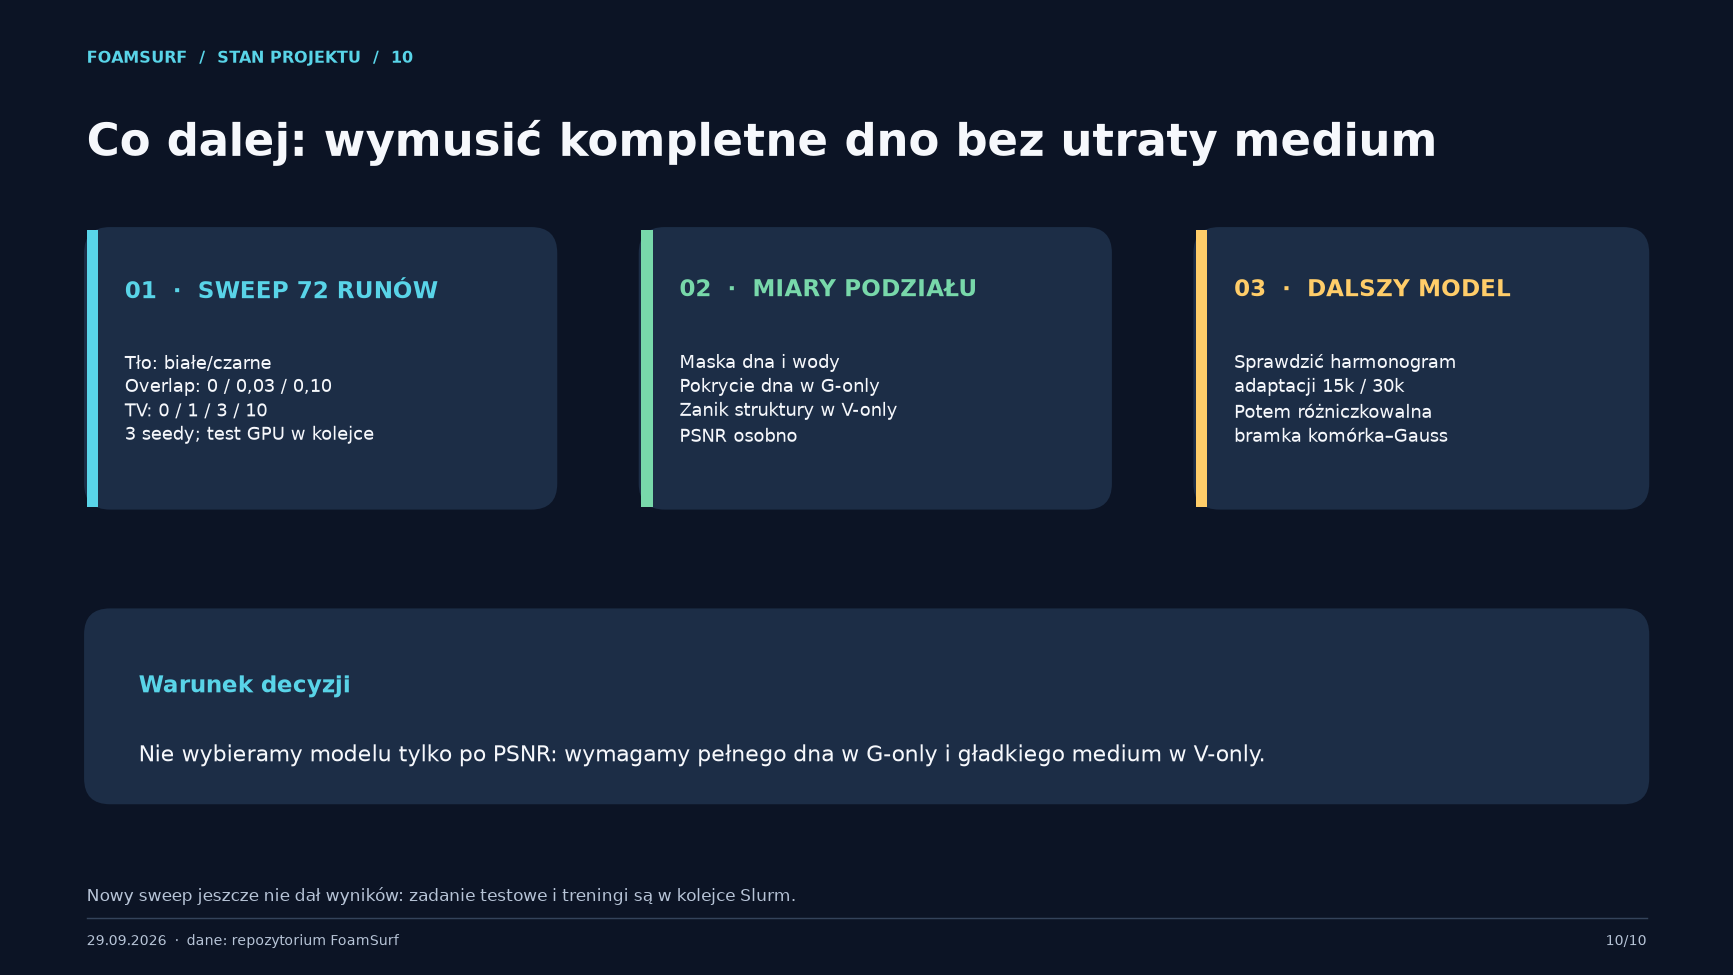 FOAMSURF / STAN PROJEKTU / 10
Co dalej: wymusić kompletne dno bez utraty medium
01 · SWEEP 72 RUNÓW
Tło: białe/czarne
Overlap: 0 / 0,03 / 0,10
TV: 0 / 1 / 3 / 10
3 seedy; test GPU w kolejce
02 · MIARY PODZIAŁU
Maska dna i wody
Pokrycie dna w G-only
Zanik struktury w V-only
PSNR osobno
03 · DALSZY MODEL
Sprawdzić harmonogram
adaptacji 15k / 30k
Potem różniczkowalna
bramka komórka–Gauss
Warunek decyzji
Nie wybieramy modelu tylko po PSNR: wymagamy pełnego dna w G-only i gładkiego medium w V-only.
Nowy sweep jeszcze nie dał wyników: zadanie testowe i treningi są w kolejce Slurm.
29.09.2026 · dane: repozytorium FoamSurf
10/10